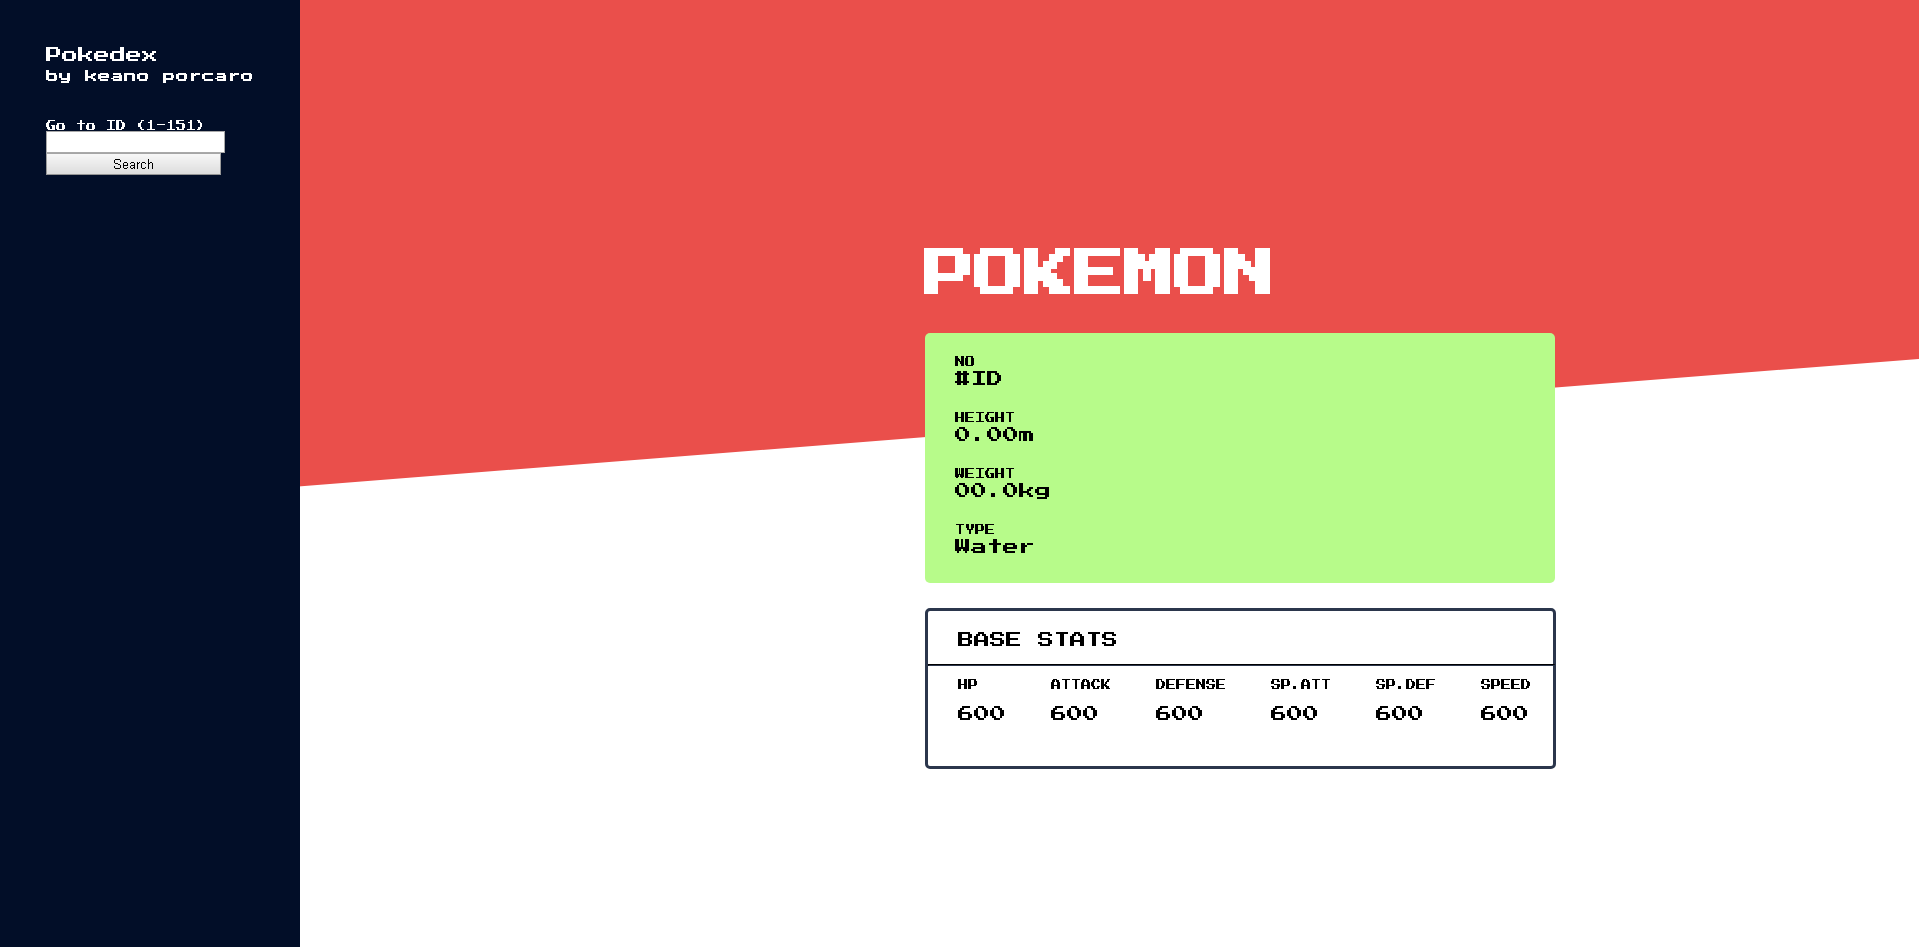 Pokedex
by keano porcaro
Go to ID (1-151)
Search
POKEMON
NO
#ID
HEIGHT
0.00m
WEIGHT
00.0kg
TYPE
Water
BASE STATS
HP ATTACK DEFENSE SP.ATT SP.DEF SPEED
600 600 600 600 600 600